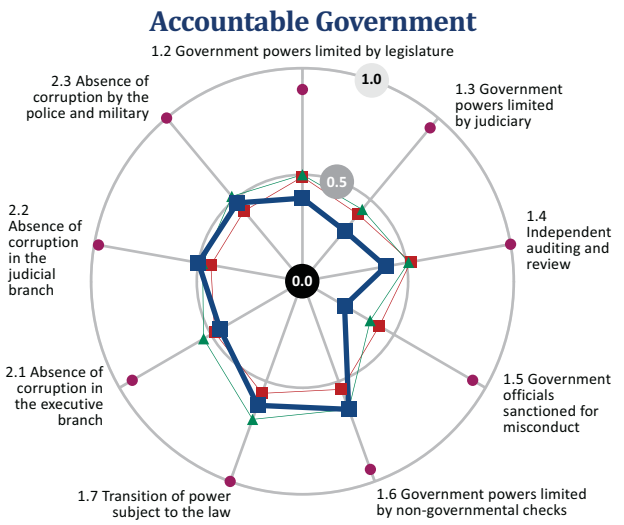 Accountable Government
1.2 Government powers limited by legislature
1.0
2.3 Absence of
corruption by the
police and military
1.3 Government
powers limited
by judiciary
0.5
2.2
Absence of
corruption
in the
judicial
branch
1.4
Independent
auditing and
review
0.0
2.1 Absence of
corruption in
the executive
branch
1.5 Government
officials
sanctioned for
misconduct
1.7 Transition of power
subject to the law
1.6 Government powers limited
by non-governmental checks